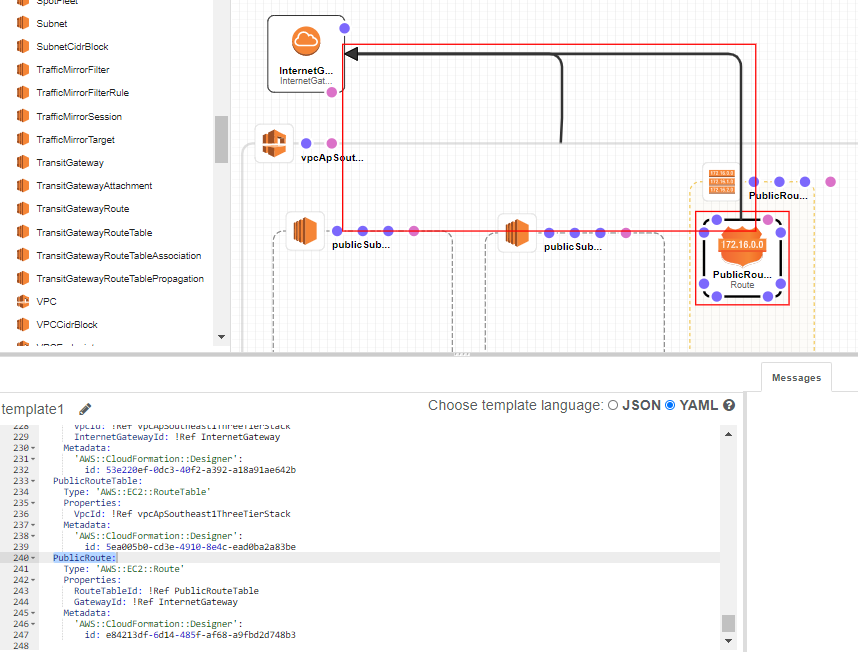 SpotFleet
Subnet
SubnetCidrBlock
TrafficMirrorFilter
TrafficMirrorFilterRule
TrafficMirrorSession
TrafficMirrorTarget
TransitGateway
TransitGatewayAttachment
TransitGatewayRoute
TransitGatewayRouteTable
TransitGatewayRouteTableAssociation
TransitGatewayRouteTablePropagation
VPC
VPCCidrBlock
InternetG...
InternetGat...
vpcApSout...
publicSub...
publicSub...
PublicRou...
172.16.0.0
PublicRou...
Route
Messages
template1
Choose template language: JSON YAML
228 VpcId: !Ref vpcApSoutheast1ThreeTierStack
229 InternetGatewayId: !Ref InternetGateway
230 Metadata:
231 'AWS::CloudFormation::Designer':
232 id: 53e220ef-0dc3-40f2-a392-a18a91ae642b
233 PublicRouteTable:
234 Type: 'AWS::EC2::RouteTable'
235 Properties:
236 VpcId: !Ref vpcApSoutheast1ThreeTierStack
237 Metadata:
238 'AWS::CloudFormation::Designer':
239 id: 5ea005b0-cd3e-4910-8e4c-ead0ba2a83be
240 PublicRoute:
241 Type: 'AWS::EC2::Route'
242 Properties:
243 RouteTableId: !Ref PublicRouteTable
244 GatewayId: !Ref InternetGateway
245 Metadata:
246 'AWS::CloudFormation::Designer':
247 id: e84213df-6d14-485f-af68-a9fbd2d748b3
248